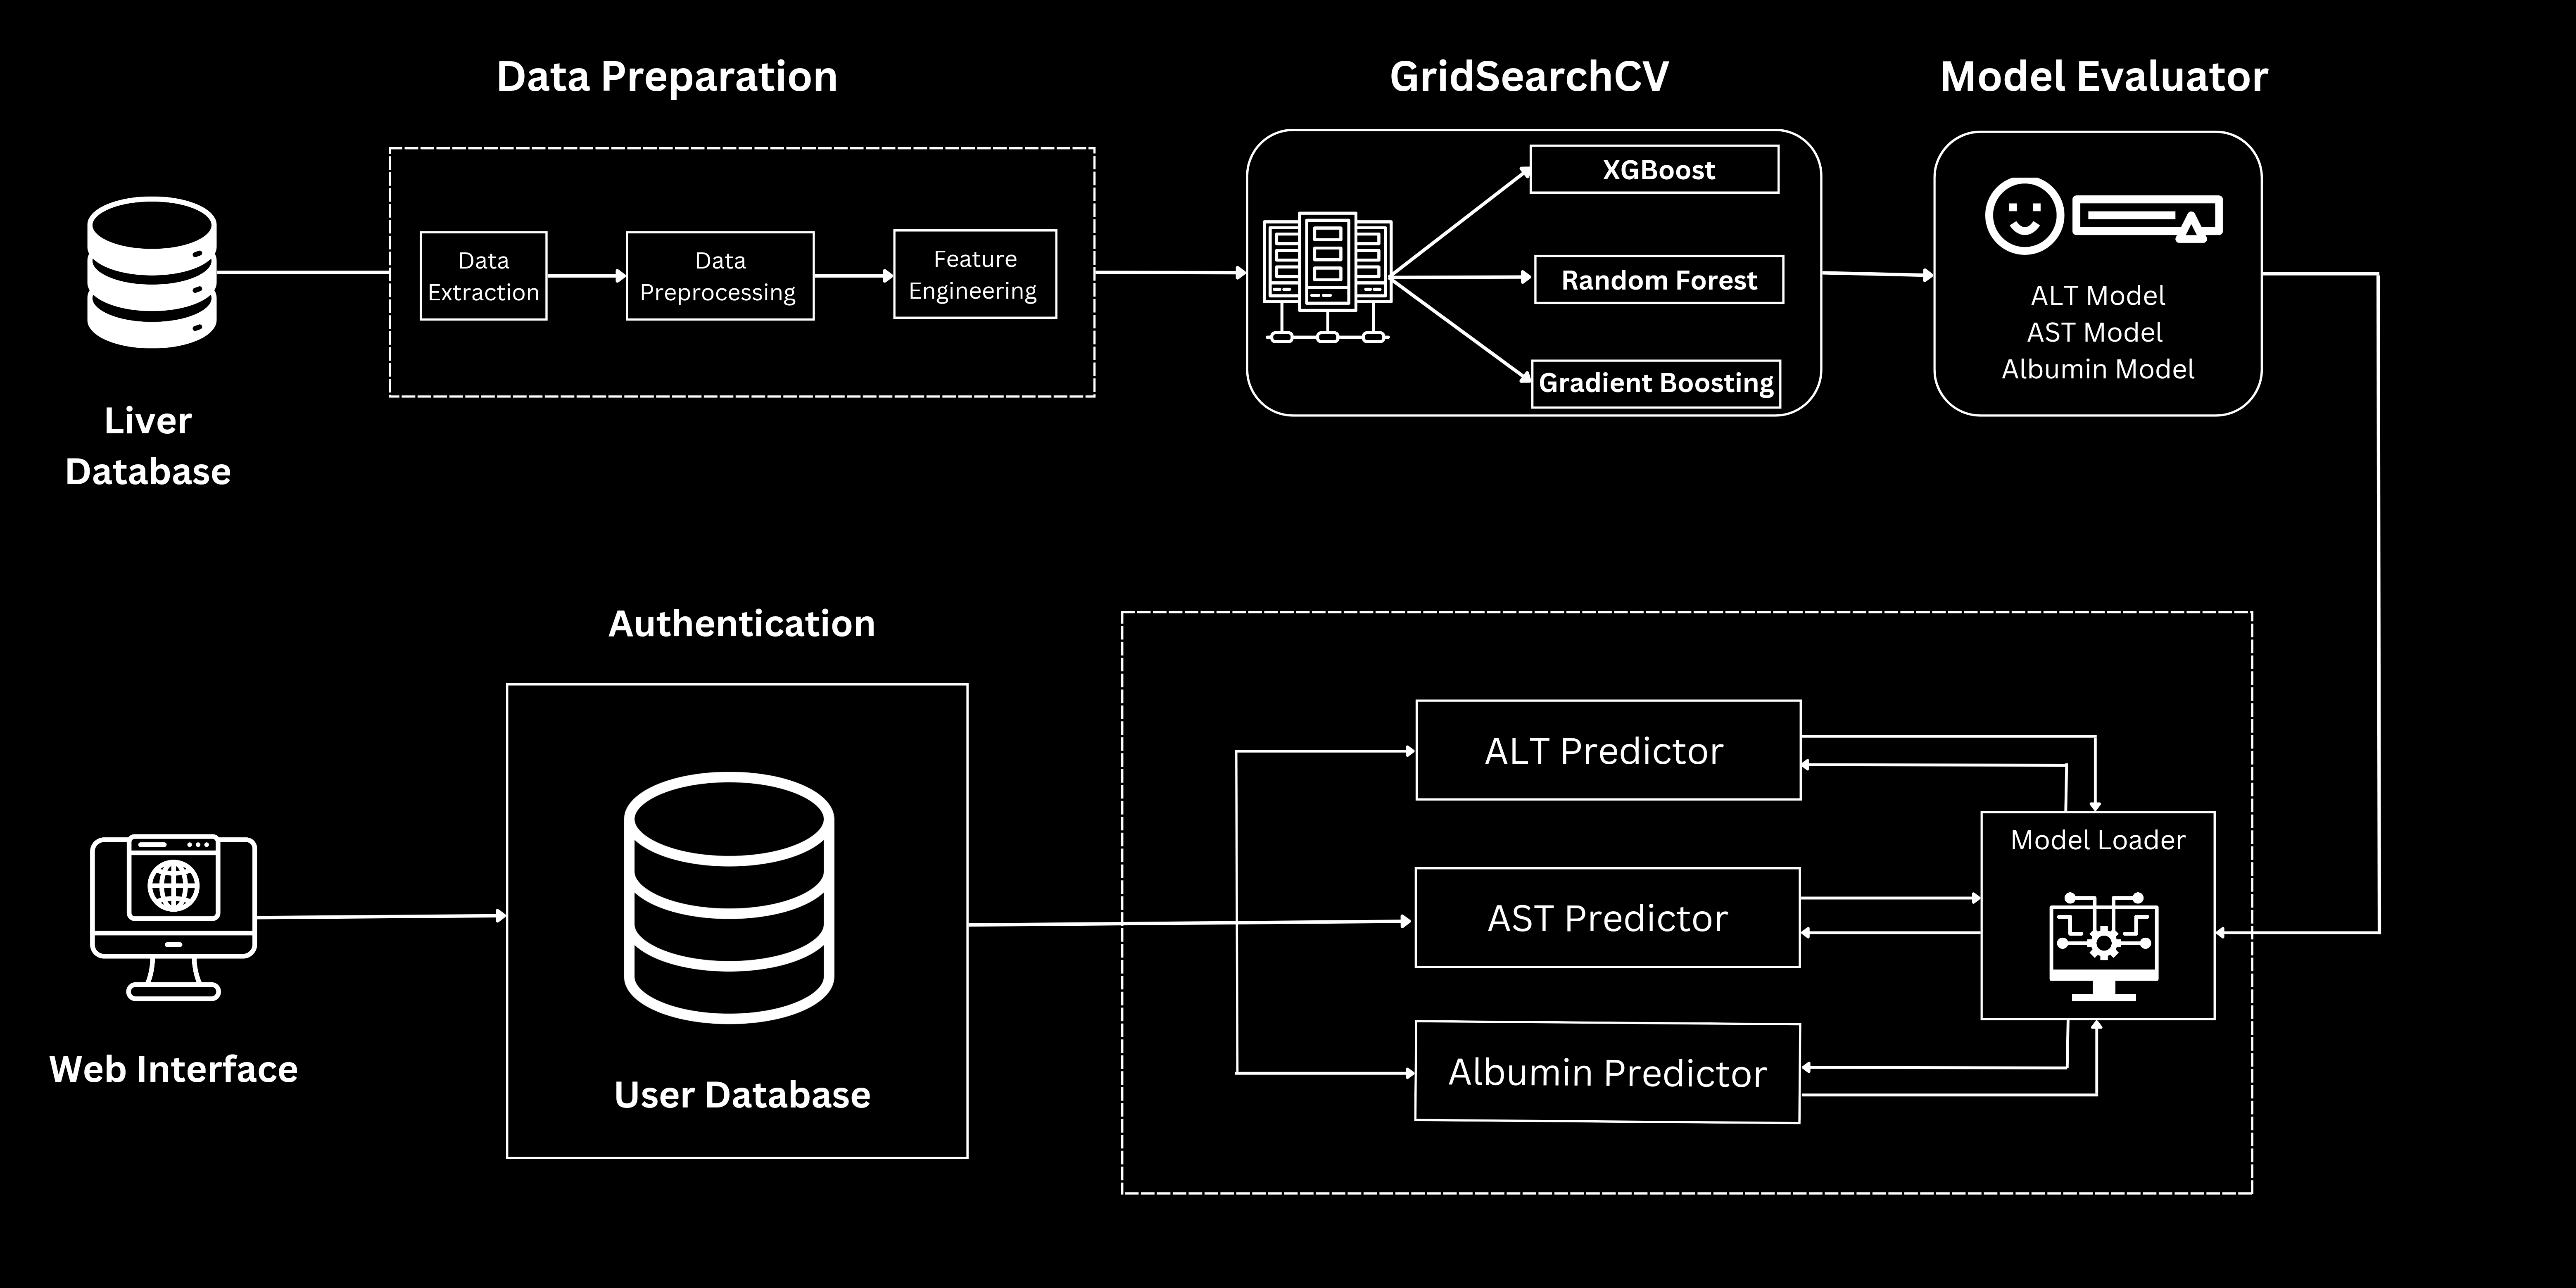 Data Preparation
GridSearchCV
Model Evaluator
Data
Extraction
Data
Preprocessing
Feature
Engineering
XGBoost
Random Forest
Gradient Boosting
ALT Model
AST Model
Albumin Model
Liver
Database
Authentication
User Database
Web Interface
ALT Predictor
AST Predictor
Albumin Predictor
Model Loader